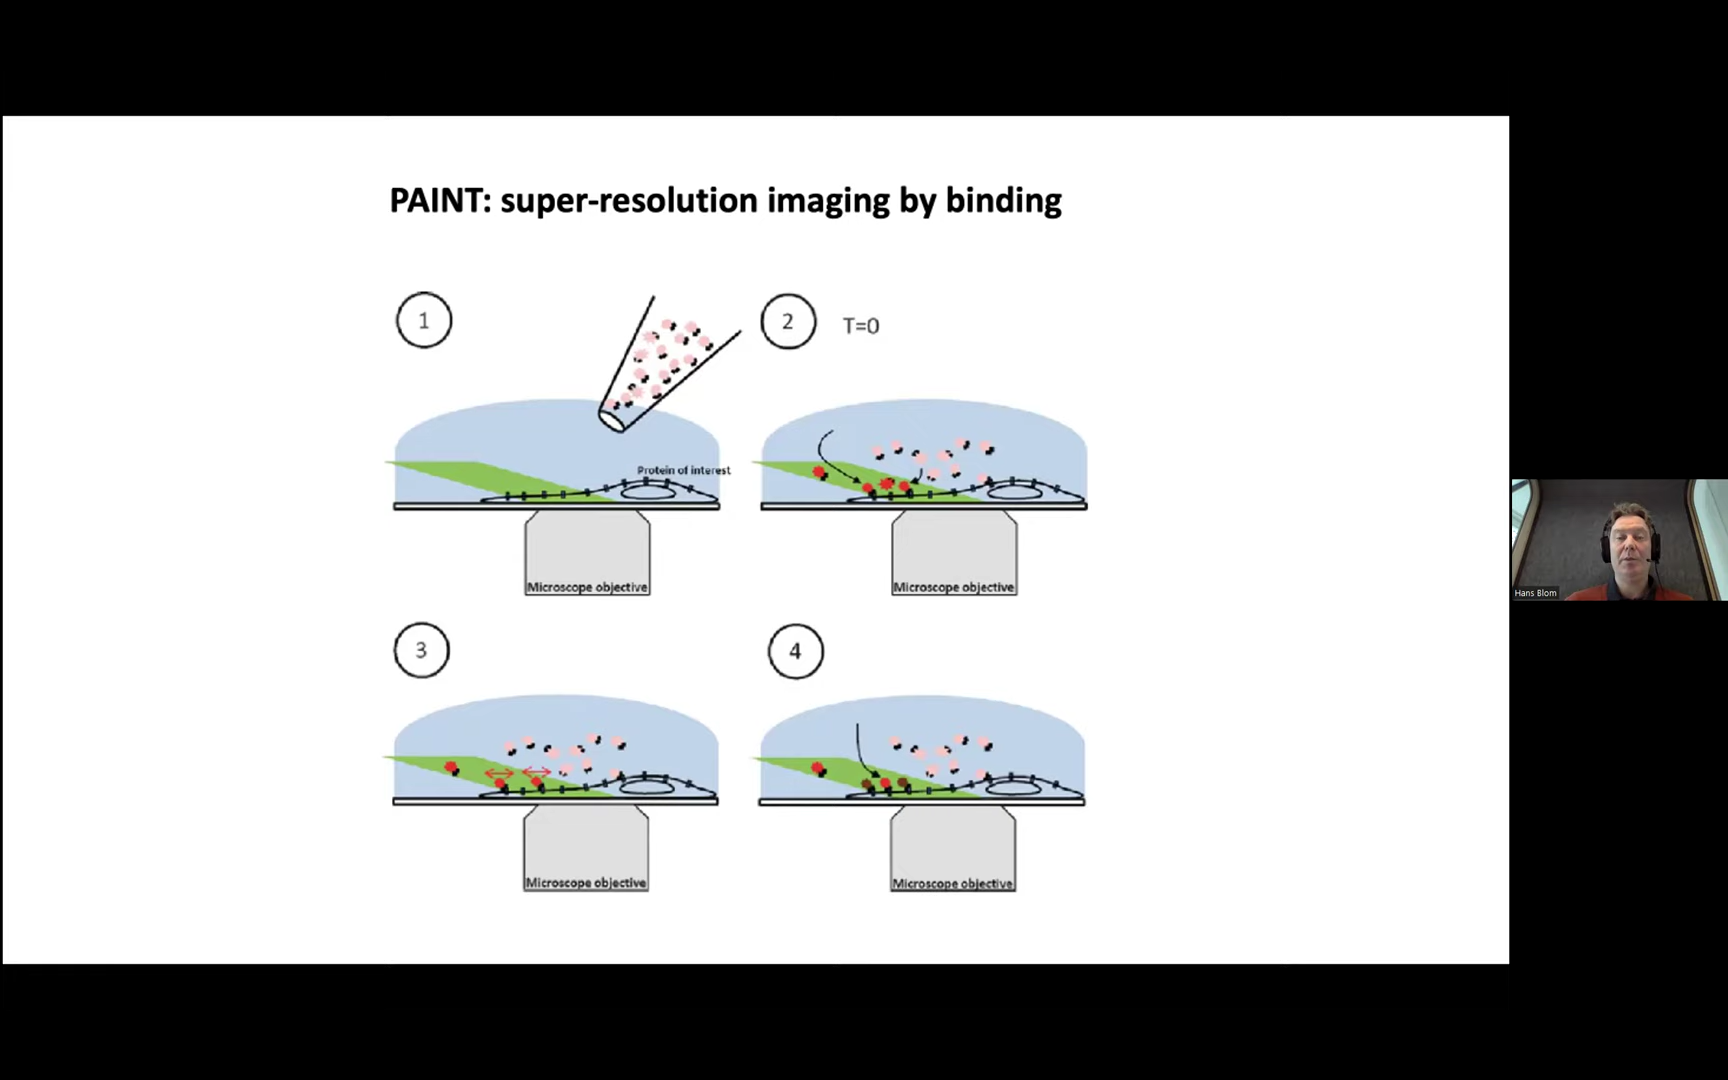 PAINT: super-resolution imaging by binding
1
2
T=0
Protein of interest
Microscope objective
Microscope objective
3
4
Microscope objective
Microscope objective
Hans Blom